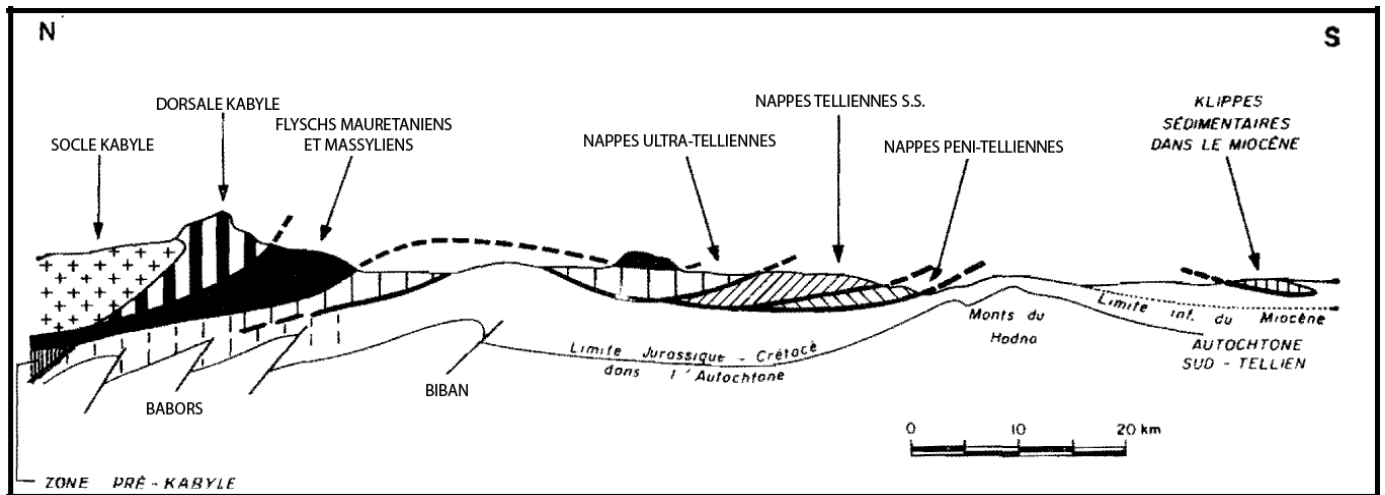 N
S
DORSALE KABYLE
NAPPES TELLIENNES S.S.
KLIPPES
SÉDIMENTAIRES
DANS LE MIOCÈNE
SOCLE KABYLE
FLYSCHS MAURETANIENS
ET MASSYLIENS
NAPPES ULTRA-TELLIENNES
NAPPES PENI-TELLIENNES
Limite Jurassique - Crétacé
dans l'Autochtone
Monts du
Hodna
Limite inf. du Miocène
AUTOCHTONE
SUD - TELLIEN
BABORS
BIBAN
0 10 20 km
ZONE PRÉ-KABYLE